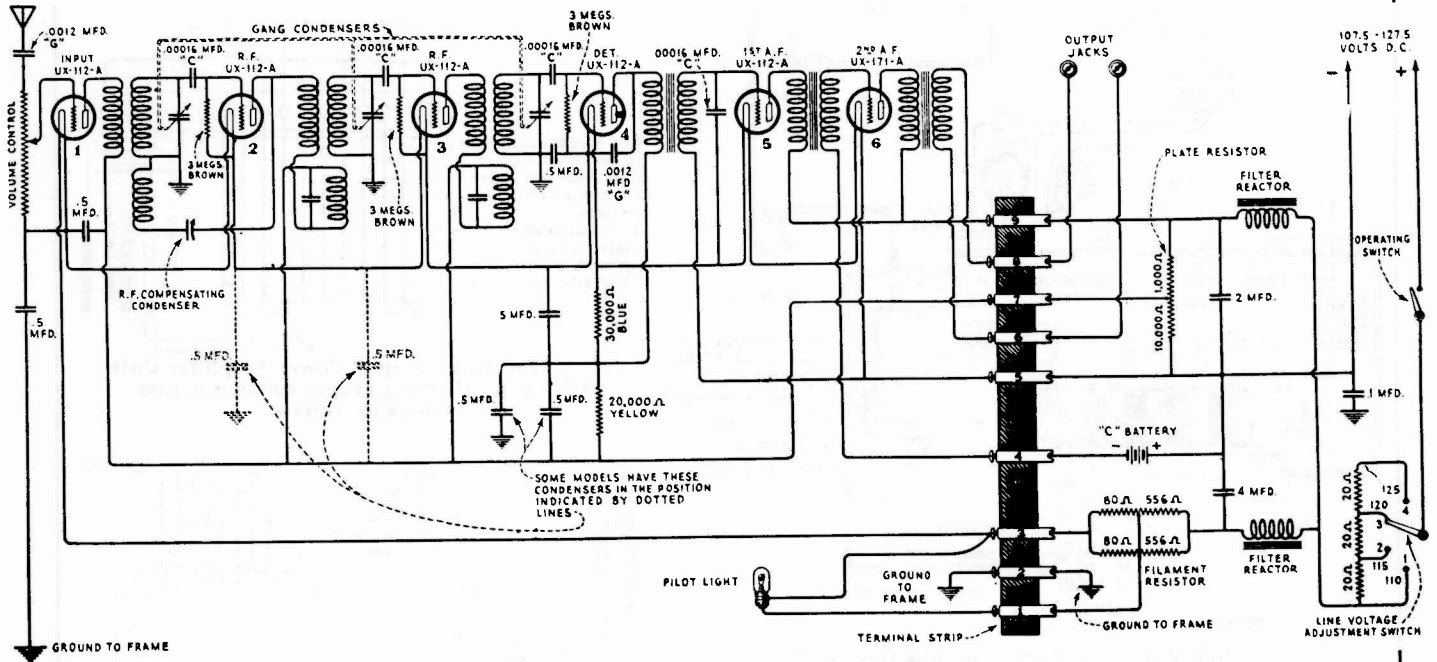 .0012 MFD.
"G"
GANG CONDENSERS
3 MEGS.
BROWN
INPUT
UX-112-A
.00016 MFD.
"C"
R.F.
UX-112-A
.00016 MFD.
"C"
R.F.
UX-112-A
.00016 MFD.
"C"
DET.
UX-112-A
.00016 MFD.
"C"
1ST A.F.
UX-112-A
2ND A.F.
UX-171-A
OUTPUT
JACKS
107.5 - 127.5
VOLTS D.C.
- +
VOLUME CONTROL
1
2
3
4
5
6
3 MEGS.
BROWN
3 MEGS.
BROWN
.5 MFD.
.0012
MFD
"G"
PLATE RESISTOR
FILTER
REACTOR
OPERATING
SWITCH
.5
MFD.
R.F. COMPENSATING
CONDENSER
.5
MFD.
.5 MFD.
.5 MFD.
.5 MFD.
.5 MFD.
.5 MFD.
30,000 Ω
BLUE
20,000 Ω
YELLOW
9
8
7
6
5
4
3
2
1
1,000 Ω
10,000 Ω
2 MFD.
.1 MFD.
"C" BATTERY
- +
4 MFD.
SOME MODELS HAVE THESE
CONDENSERS IN THE POSITION
INDICATED BY DOTTED
LINES
80 Ω 556 Ω
80 Ω 556 Ω
FILAMENT
RESISTOR
FILTER
REACTOR
20 Ω
20 Ω
20 Ω
125
4
120
3
2
115
1
110
PILOT LIGHT
GROUND
TO
FRAME
GROUND TO FRAME
TERMINAL STRIP
LINE VOLTAGE
ADJUSTMENT SWITCH
GROUND TO FRAME